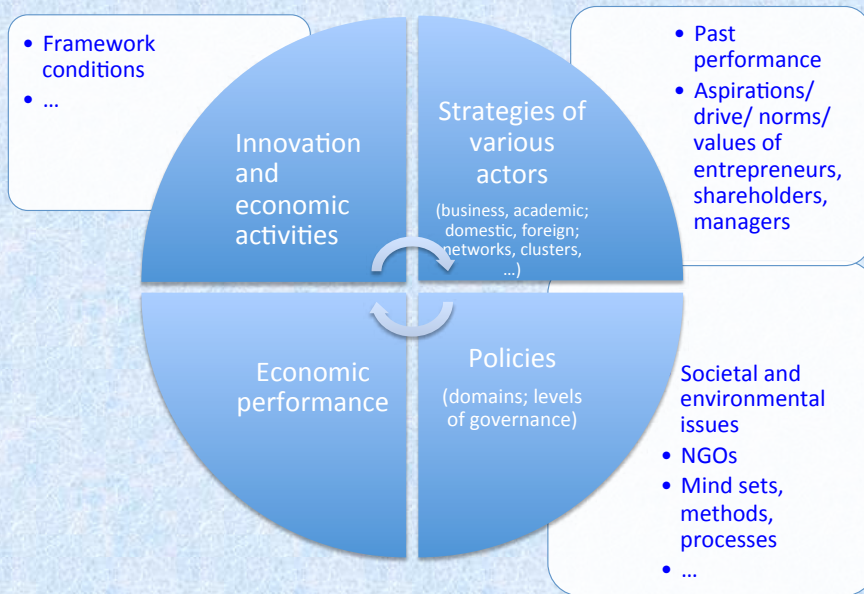 • Framework
conditions
• ...
Innovation
and
economic
activities
Strategies of
various
actors
(business, academic;
domestic, foreign;
networks, clusters,
...)
• Past
performance
• Aspirations/
drive/ norms/
values of
entrepreneurs,
shareholders,
managers
Economic
performance
Policies
(domains; levels
of governance)
Societal and
environmental
issues
• NGOs
• Mind sets,
methods,
processes
• ...